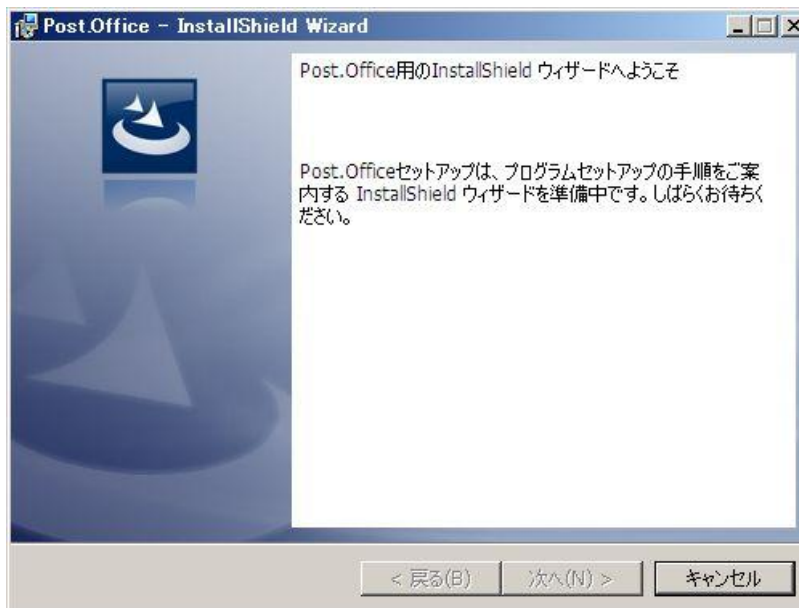 Post.Office - InstallShield Wizard
Post.Office用のInstallShield ウィザードへようこそ
Post.Officeセットアップは、プログラムセットアップの手順をご案
内する InstallShield ウィザードを準備中です。しばらくお待ちく
ださい。
< 戻る(B) 次へ(N) > キャンセル